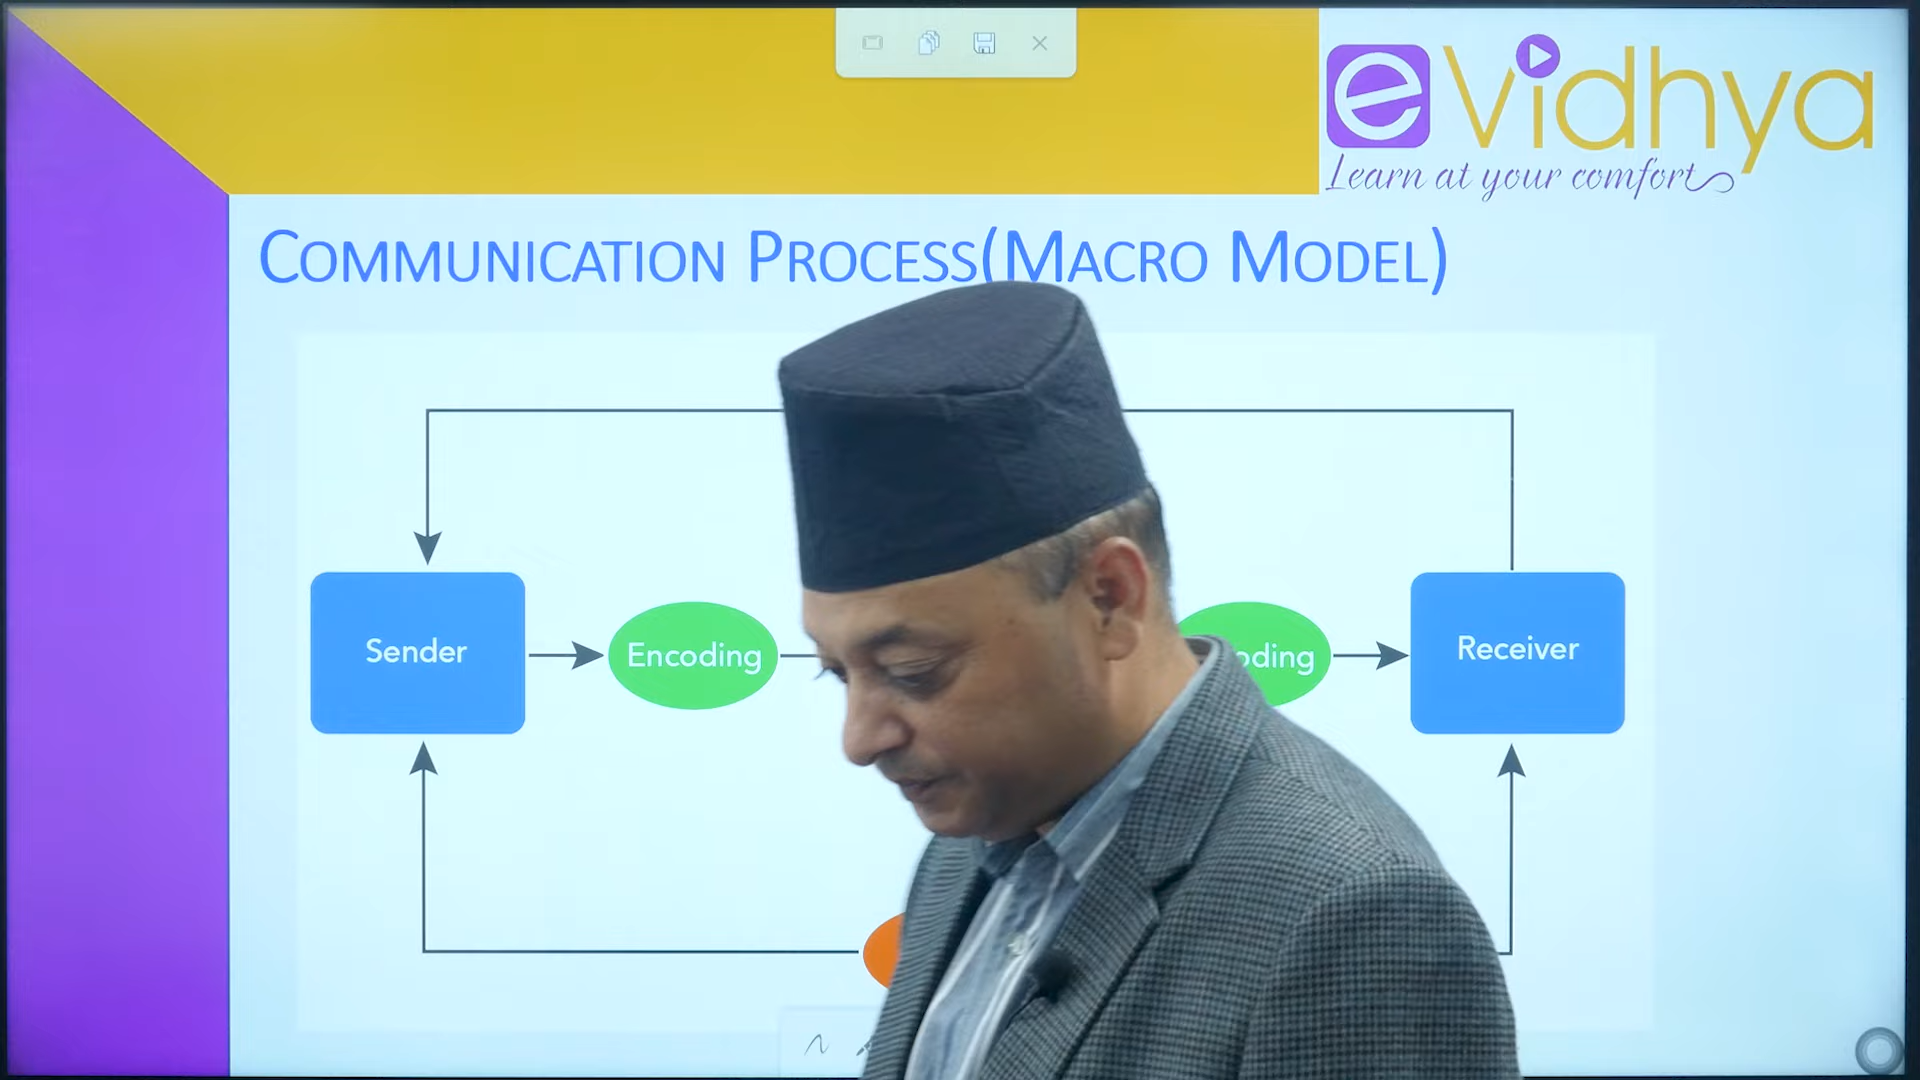 eVidhya
Learn at your comfort
COMMUNICATION PROCESS(MACRO MODEL)
Sender
Encoding
Receiver